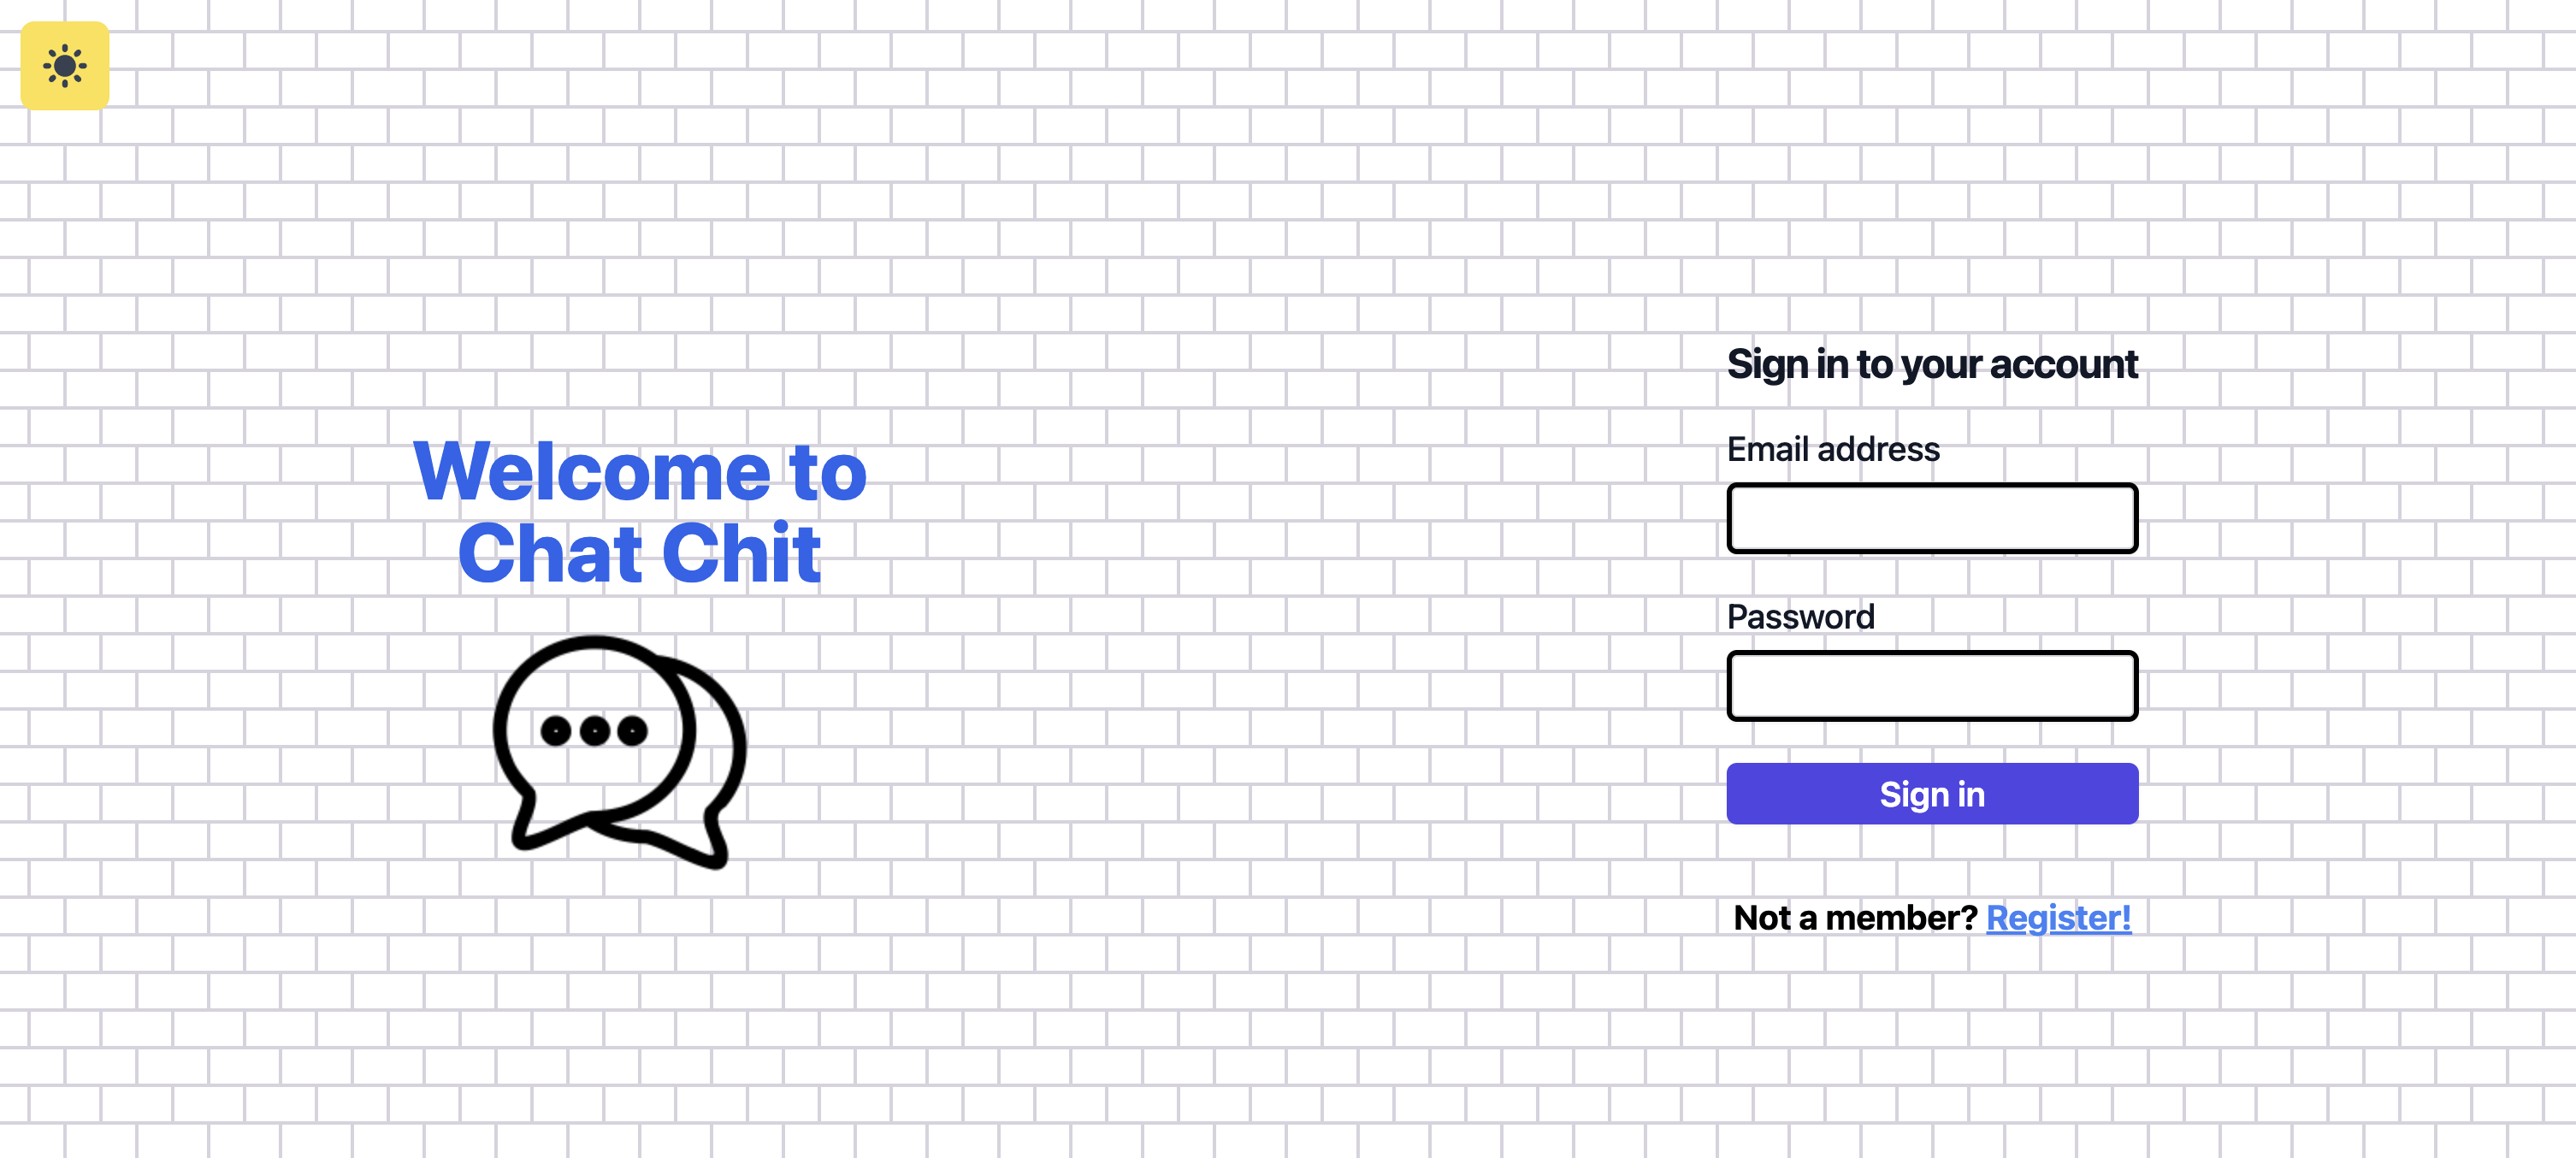 Welcome to
Chat Chit
Sign in to your account
Email address
Password
Sign in
Not a member? Register!